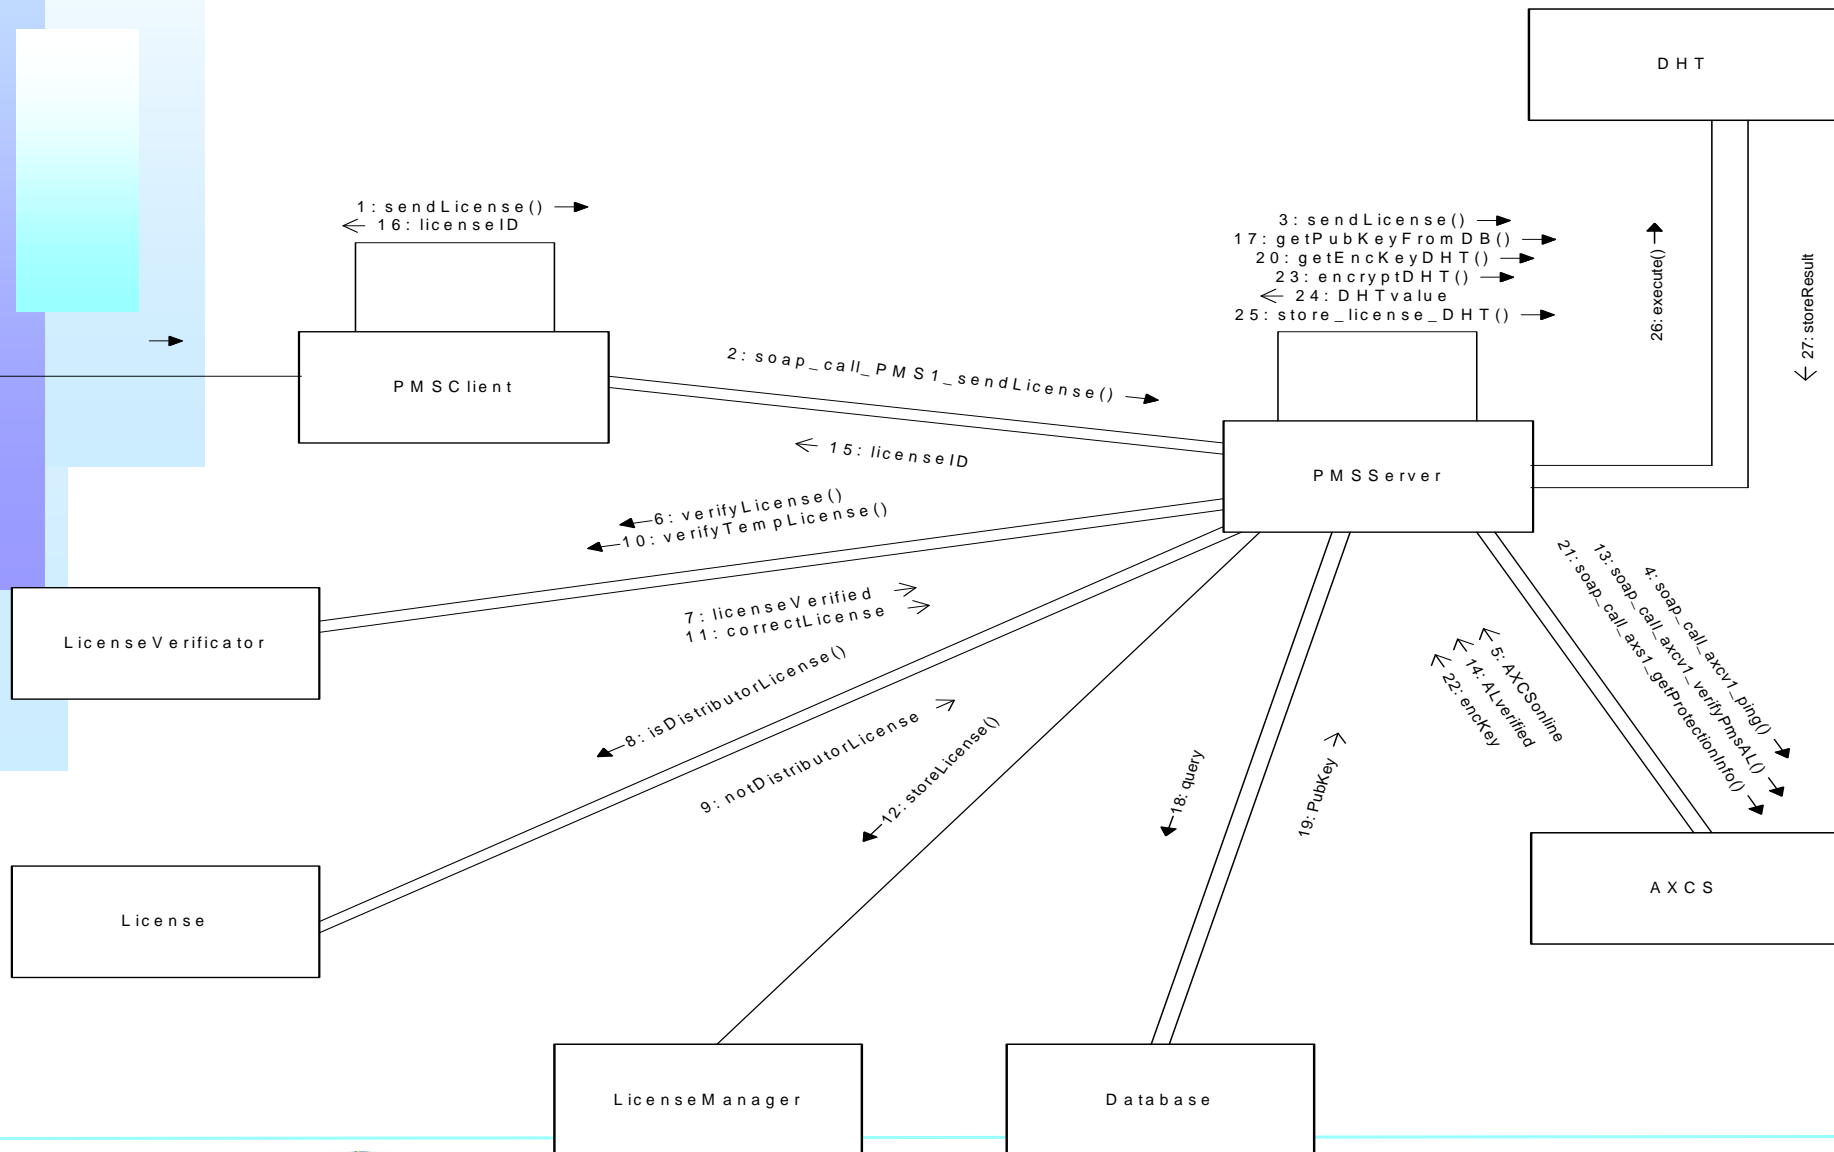 DHT
1: sendLicense()
16: licenseID
3: sendLicense()
17: getPubKeyFromDB()
20: getEncKeyDHT()
23: encryptDHT()
24: DHTvalue
25: store_license_DHT()
26: execute()
27: storeResult
PMSClient
2: soap_call_PMS1_sendLicense()
15: licenseID
PMSServer
6: verifyLicense()
10: verifyTempLicense()
7: licenseVerified
11: correctLicense
LicenseVerificator
8: isDistributorLicense()
9: notDistributorLicense
12: storeLicense()
18: query
19: PubKey
4: soap_call_axcv1_ping()
13: soap_call_axcv1_verifyPmsAL()
21: soap_call_axs1_getProtectionInfo()
5: AXCSonline
14: ALverified
22: encKey
License
AXCS
LicenseManager
Database